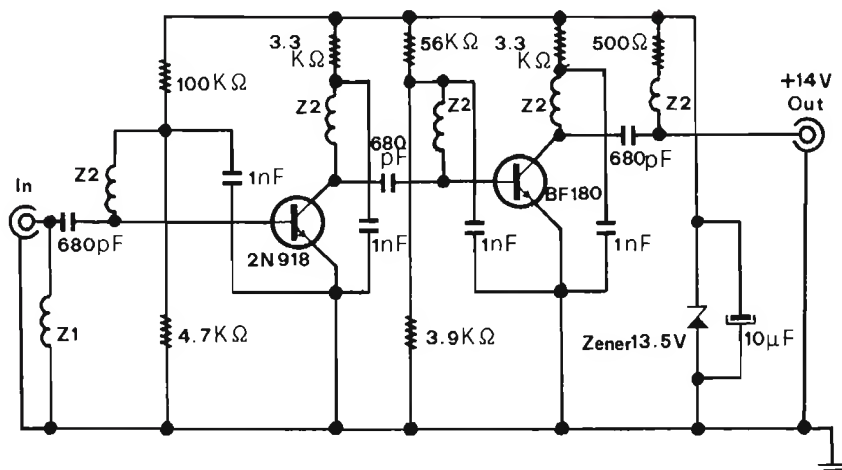 3.3
KΩ
56KΩ
3.3
KΩ
500Ω
+14V
Out
100KΩ
Z2
Z2
Z2
Z2
680
pF
680pF
In
Z2
1nF
BF180
680pF
2N918
1nF
1nF
1nF
Z1
4.7KΩ
3.9KΩ
Zener13.5V
10μF